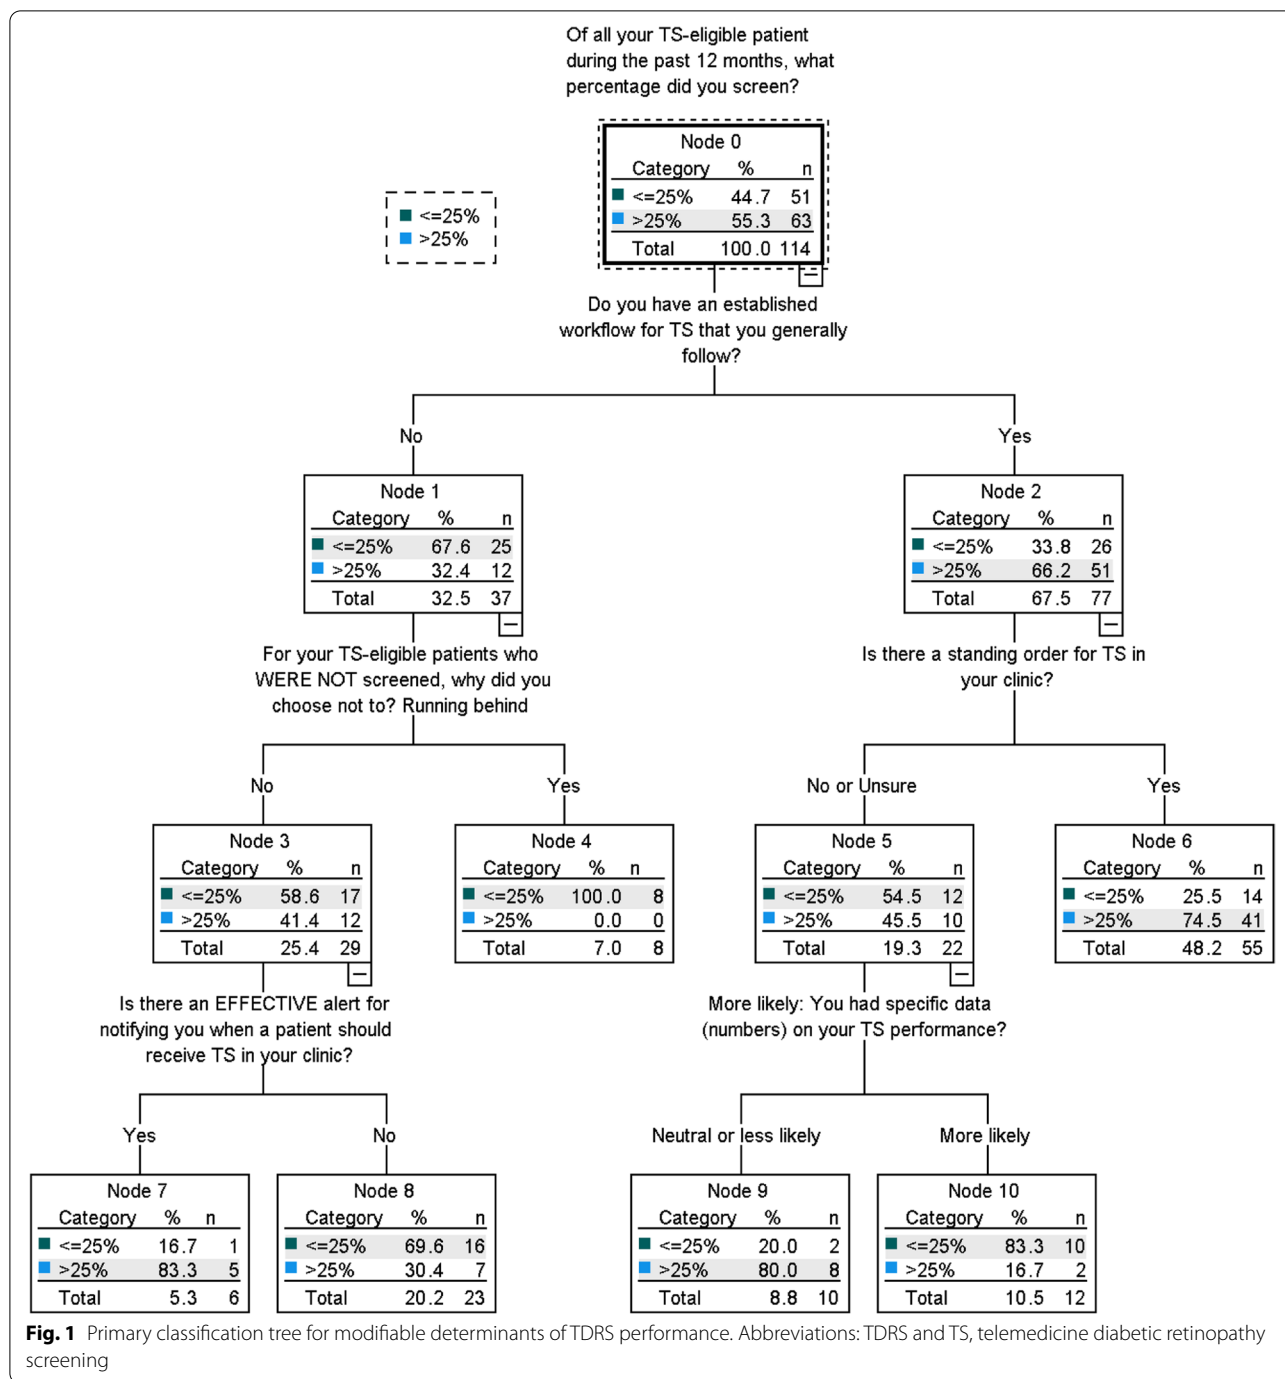 Of all your TS-eligible patient
during the past 12 months, what
percentage did you screen?
Node 0
Category % n
<=25% 44.7 51
>25% 55.3 63
Total 100.0 114
<=25%
>25%
Do you have an established
workflow for TS that you generally
follow?
No
Yes
Node 1
Category % n
<=25% 67.6 25
>25% 32.4 12
Total 32.5 37
Node 2
Category % n
<=25% 33.8 26
>25% 66.2 51
Total 67.5 77
For your TS-eligible patients who
WERE NOT screened, why did you
choose not to? Running behind
Is there a standing order for TS in
your clinic?
No
Yes
No or Unsure
Yes
Node 3
Category % n
<=25% 58.6 17
>25% 41.4 12
Total 25.4 29
Node 4
Category % n
<=25% 100.0 8
>25% 0.0 0
Total 7.0 8
Node 5
Category % n
<=25% 54.5 12
>25% 45.5 10
Total 19.3 22
Node 6
Category % n
<=25% 25.5 14
>25% 74.5 41
Total 48.2 55
Is there an EFFECTIVE alert for
notifying you when a patient should
receive TS in your clinic?
More likely: You had specific data
(numbers) on your TS performance?
Yes
No
Neutral or less likely
More likely
Node 7
Category % n
<=25% 16.7 1
>25% 83.3 5
Total 5.3 6
Node 8
Category % n
<=25% 69.6 16
>25% 30.4 7
Total 20.2 23
Node 9
Category % n
<=25% 20.0 2
>25% 80.0 8
Total 8.8 10
Node 10
Category % n
<=25% 83.3 10
>25% 16.7 2
Total 10.5 12
Fig. 1 Primary classification tree for modifiable determinants of TDRS performance. Abbreviations: TDRS and TS, telemedicine diabetic retinopathy
screening